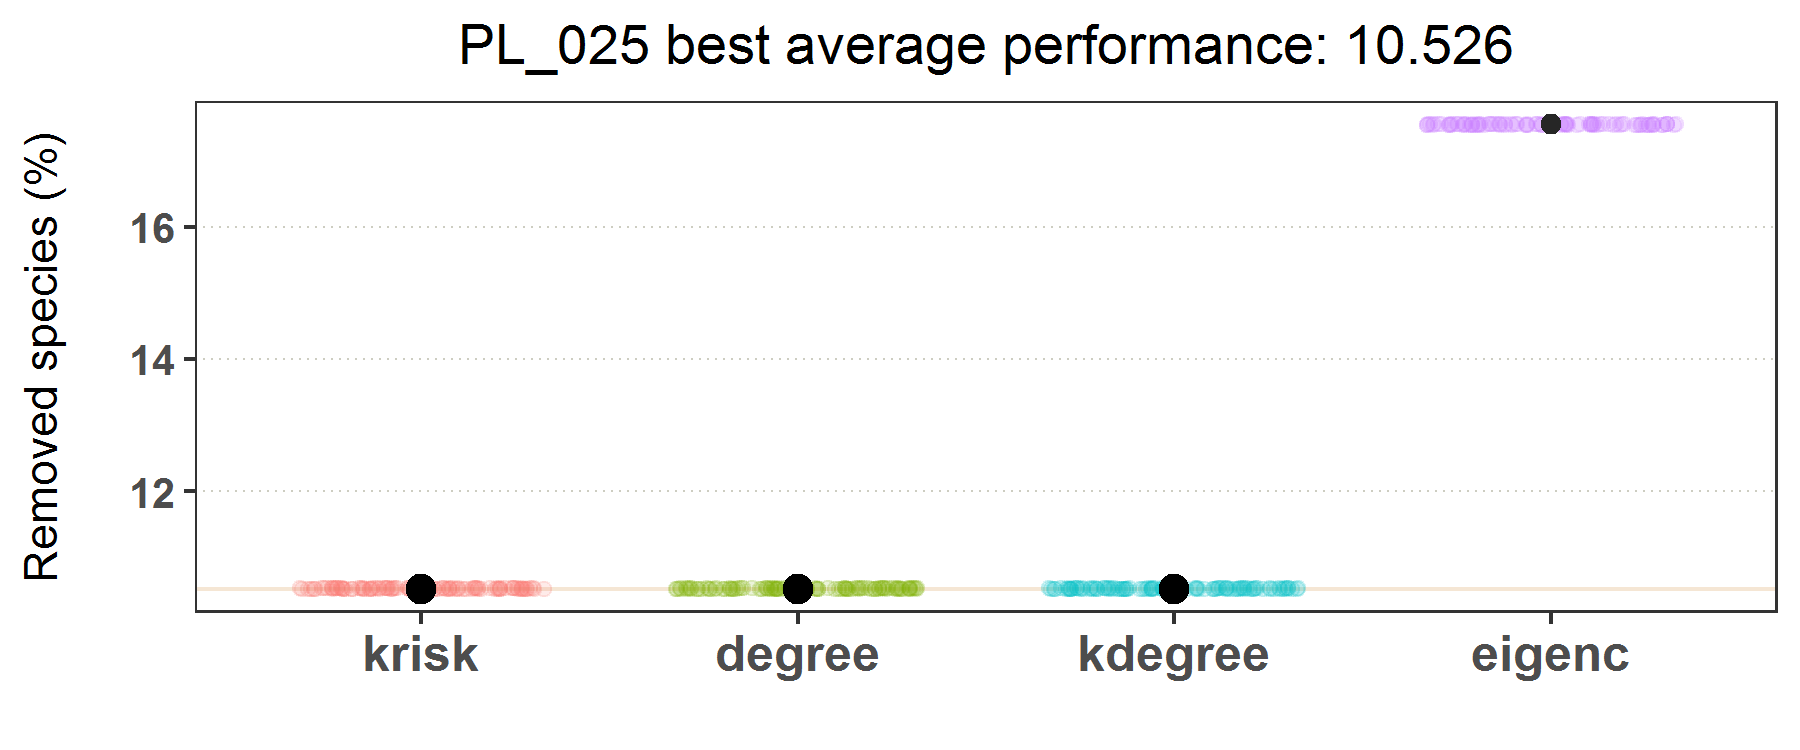 PL_025 best average performance: 10.526
Removed species (%)
16
14
12
krisk degree kdegree eigenc